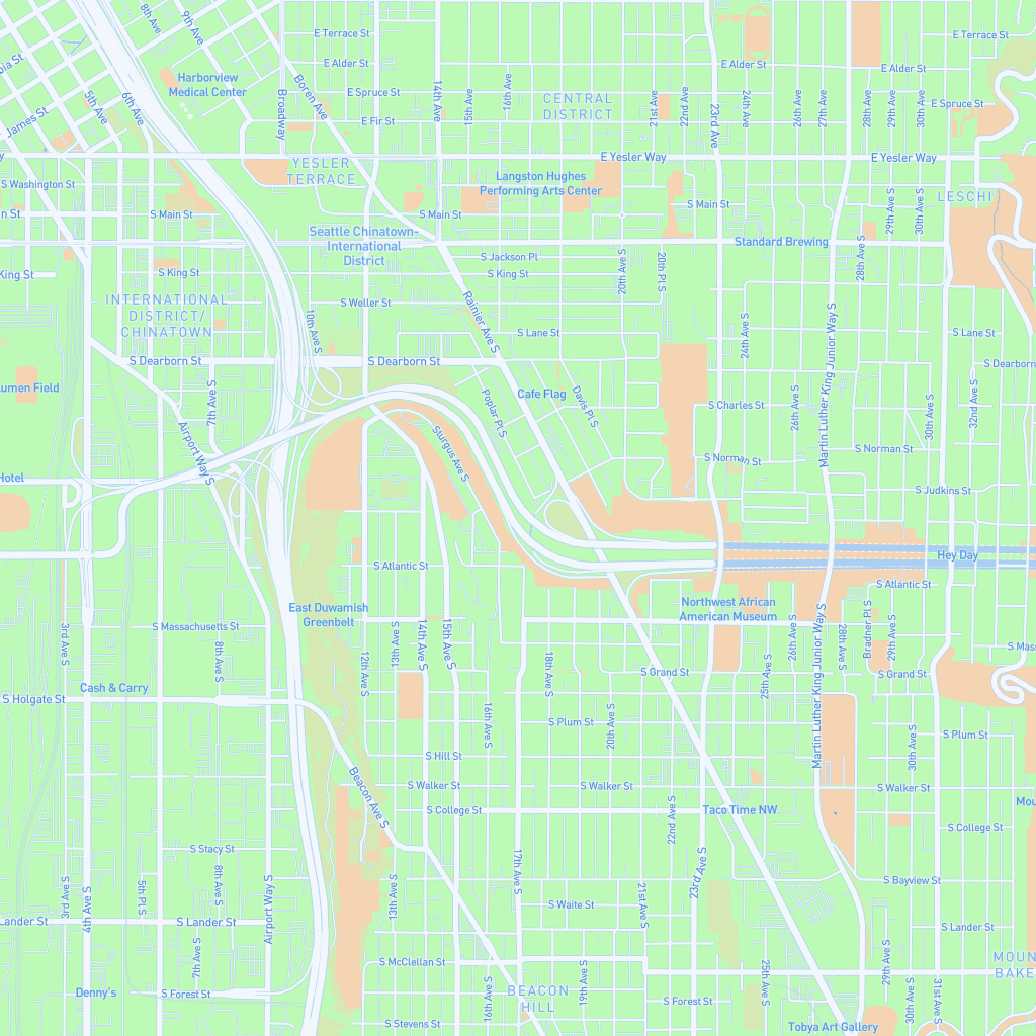 8th Ave
9th Ave
E Terrace St
E Terrace St
bia St
Harborview
Medical Center
E Alder St
E Alder St
E Alder St
Boren Ave
14th Ave
15th Ave
16th Ave
E Spruce St
CENTRAL
DISTRICT
21st Ave
22nd Ave
23rd Ave
24th Ave
26th Ave
27th Ave
28th Ave
29th Ave
30th Ave
E Spruce St
James St
5th Ave
6th Ave
Broadway
E Fir St
E Yesler Way
E Yesler Way
YESLER
TERRACE
Langston Hughes
Performing Arts Center
S Washington St
LESCHI
S Main St
S Main St
S Main St
29th Ave S
30th Ave S
Seattle Chinatown-
International
District
Standard Brewing
S Jackson Pl
S King St
King St
S King St
20th Ave S
20th Pl S
28th Ave S
INTERNATIONAL
DISTRICT/
CHINATOWN
S Weller St
10th Ave S
Rainier Ave S
S Lane St
24th Ave S
Martin Luther King Junior Way S
S Lane St
S Dearborn St
S Dearborn St
S Dearborn
Lumen Field
7th Ave S
Cafe Flag
Poplar Pl S
Davis Pl S
S Charles St
26th Ave S
30th Ave S
32nd Ave S
Airport Way S
Sturgus Ave S
S Norman St
S Norman St
Hotel
S Judkins St
Hey Day
S Atlantic St
S Atlantic St
East Duwamish
Greenbelt
Northwest African
American Museum
3rd Ave S
S Massachusetts St
8th Ave S
12th Ave S
13th Ave S
14th Ave S
15th Ave S
18th Ave S
S Grand St
25th Ave S
26th Ave S
Martin Luther King Junior Way S
28th Ave S
Bradner Pl S
29th Ave S
S Mass
S Grand St
Cash & Carry
S Holgate St
16th Ave S
S Plum St
20th Ave S
30th Ave S
S Plum St
S Hill St
Beacon Ave S
S Walker St
S Walker St
S Walker St
S College St
22nd Ave S
Taco Time NW
S College St
S Stacy St
17th Ave S
23rd Ave S
S Bayview St
3rd Ave S
4th Ave S
5th Pl S
8th Ave S
Airport Way S
13th Ave S
21st Ave S
S Waite St
Lander St
S Lander St
S Lander St
7th Ave S
S McClellan St
29th Ave S
MOUN
BAKE
Denny's
S Forest St
16th Ave S
BEACON
HILL
19th Ave S
S Forest St
25th Ave S
30th Ave S
31st Ave S
S Stevens St
Tobya Art Gallery